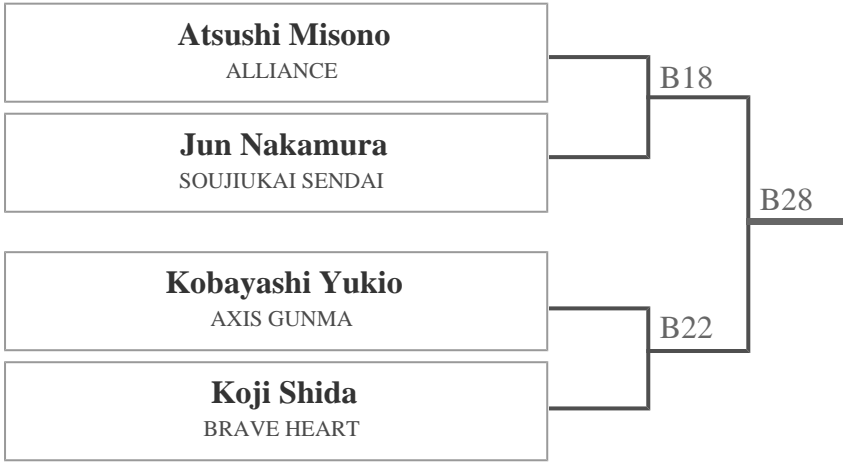 Atsushi Misono
ALLIANCE
B18
Jun Nakamura
SOUJIUKAI SENDAI
B28
Kobayashi Yukio
AXIS GUNMA
B22
Koji Shida
BRAVE HEART